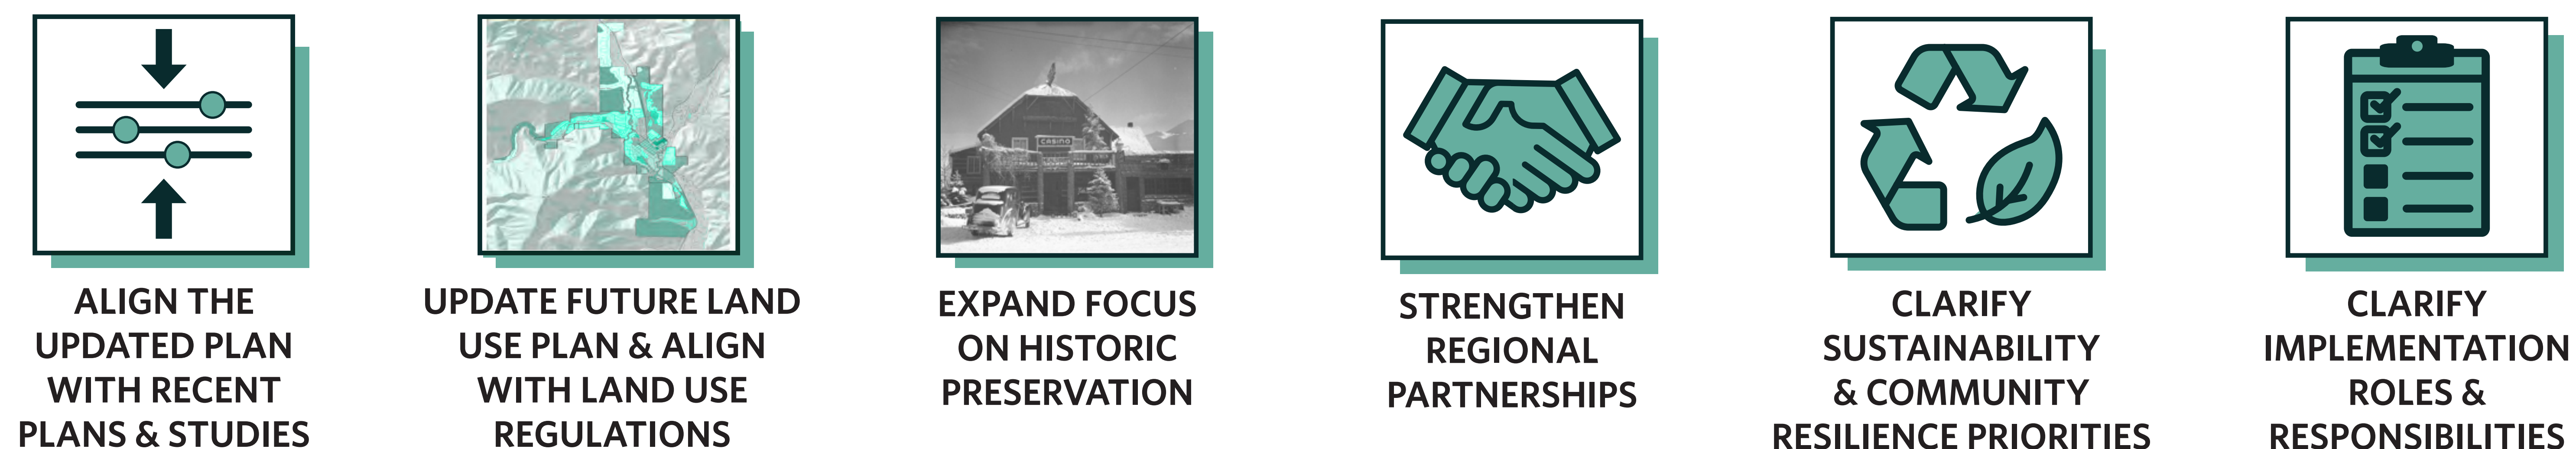 CASINO
ALIGN THE
UPDATED PLAN
WITH RECENT
PLANS & STUDIES
UPDATE FUTURE LAND
USE PLAN & ALIGN
WITH LAND USE
REGULATIONS
EXPAND FOCUS
ON HISTORIC
PRESERVATION
STRENGTHEN
REGIONAL
PARTNERSHIPS
CLARIFY
SUSTAINABILITY
& COMMUNITY
RESILIENCE PRIORITIES
CLARIFY
IMPLEMENTATION
ROLES &
RESPONSIBILITIES